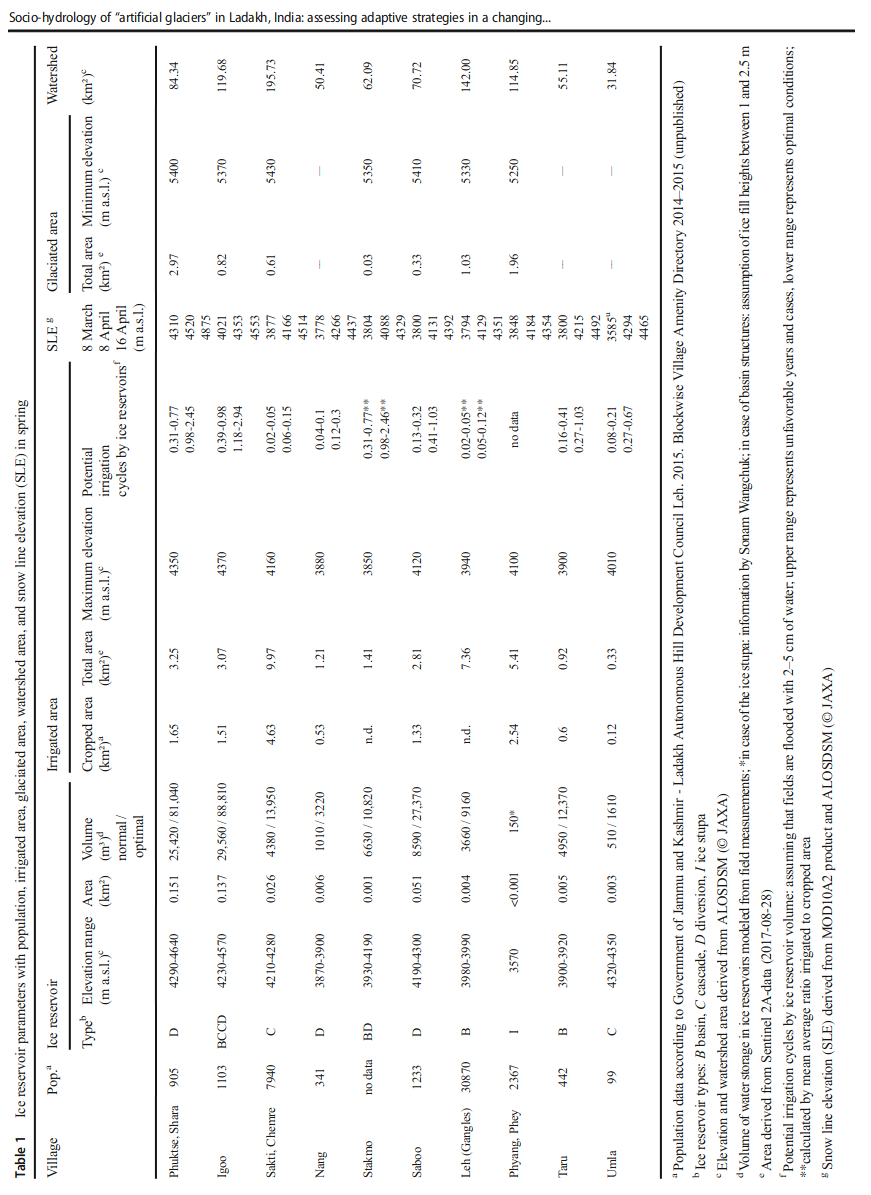 Socio-hydrology of “artificial glaciers” in Ladakh, India: assessing adaptive strategies in a changing...
Table 1 Ice reservoir parameters with population, irrigated area, glaciated area, watershed area, and snow line elevation (SLE) in spring
Village Pop.a Ice reservoir Irrigated area SLE g Glaciated area Watershed
Typeb Elevation range (m a.s.l.)c Area (km²) Volume (m³)d normal/ optimal Cropped area (km²)a Total area (km²)e Maximum elevation (m a.s.l.)c Potential irrigation cycles by ice reservoirsf 8 March 8 April 16 April (m a.s.l.) Total area (km²) e Minimum elevation (m a.s.l.) c (km²)c
Phuktse, Shara 905 D 4290-4640 0.151 25,420 / 81,040 1.65 3.25 4350 0.31-0.77 0.98-2.45 4310 4520 4875 2.97 5400 84.34
Igoo 1103 BCCD 4230-4570 0.137 29,560 / 88,810 1.51 3.07 4370 0.39-0.98 1.18-2.94 4021 4353 4553 0.82 5370 119.68
Sakti, Chemre 7940 C 4210-4280 0.026 4380 / 13,950 4.63 9.97 4160 0.02-0.05 0.06-0.15 3877 4166 4514 0.61 5430 195.73
Nang 341 D 3870-3900 0.006 1010 / 3220 0.53 1.21 3880 0.04-0.1 0.12-0.3 3778 4266 4437 – – 50.41
Stakmo no data BD 3930-4190 0.001 6630 / 10,820 n.d. 1.41 3850 0.31-0.77** 0.98-2.46** 3804 4088 4329 0.03 5350 62.09
Saboo 1233 D 4190-4300 0.051 8590 / 27,370 1.33 2.81 4120 0.13-0.32 0.41-1.03 3800 4131 4392 0.33 5410 70.72
Leh (Gangles) 30870 B 3980-3990 0.004 3660 / 9160 n.d. 7.36 3940 0.02-0.05** 0.05-0.12** 3794 4129 4351 1.03 5330 142.00
Phyang, Phey 2367 I 3570 <0.001 150* 2.54 5.41 4100 no data 3848 4184 4354 1.96 5250 114.85
Taru 442 B 3900-3920 0.005 4950 / 12,370 0.6 0.92 3900 0.16-0.41 0.27-1.03 3800 4215 4492 – – 55.11
Umla 99 C 4320-4350 0.003 510 / 1610 0.12 0.33 4010 0.08-0.21 0.27-0.67 3585u 4294 4465 – – 31.84
a Population data according to Government of Jammu and Kashmir - Ladakh Autonomous Hill Development Council Leh. 2015. Blockwise Village Amenity Directory 2014–2015 (unpublished)
b Ice reservoir types: B basin, C cascade, D diversion, I ice stupa
c Elevation and watershed area derived from ALOSDSM (© JAXA)
d Volume of water storage in ice reservoirs modeled from field measurements; *in case of the ice stupa: information by Sonam Wangchuk; in case of basin structures: assumption of ice fill heights between 1 and 2.5 m
e Area derived from Sentinel 2A-data (2017-08-28)
f Potential irrigation cycles by ice reservoir volume: assuming that fields are flooded with 2–5 cm of water; upper range represents unfavorable years and cases, lower range represents optimal conditions;
**calculated by mean average ratio irrigated to cropped area
g Snow line elevation (SLE) derived from MOD10A2 product and ALOSDSM (© JAXA)